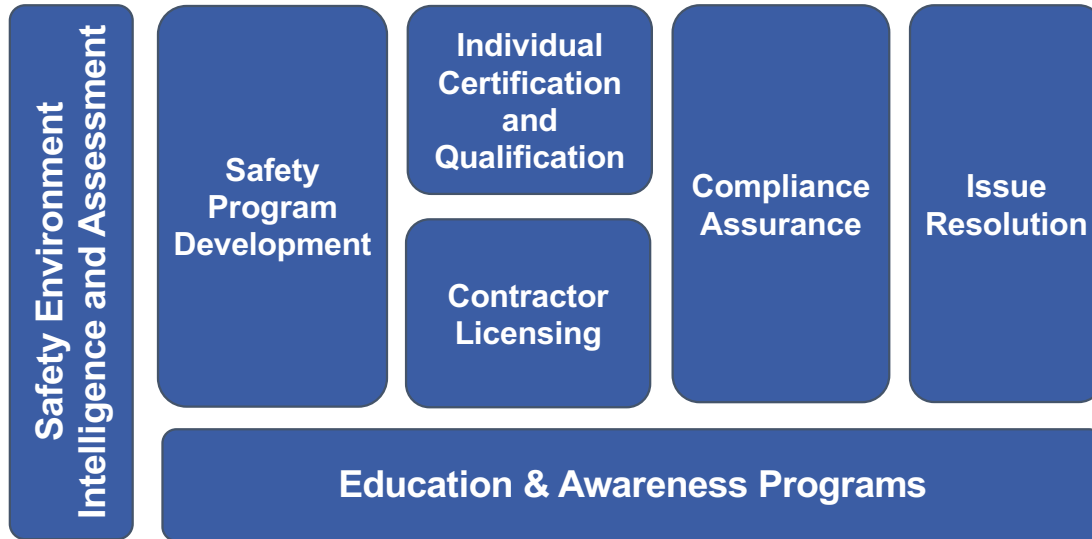 Safety Environment
Intelligence and Assessment
Safety
Program
Development
Individual
Certification
and
Qualification
Contractor
Licensing
Compliance
Assurance
Issue
Resolution
Education & Awareness Programs